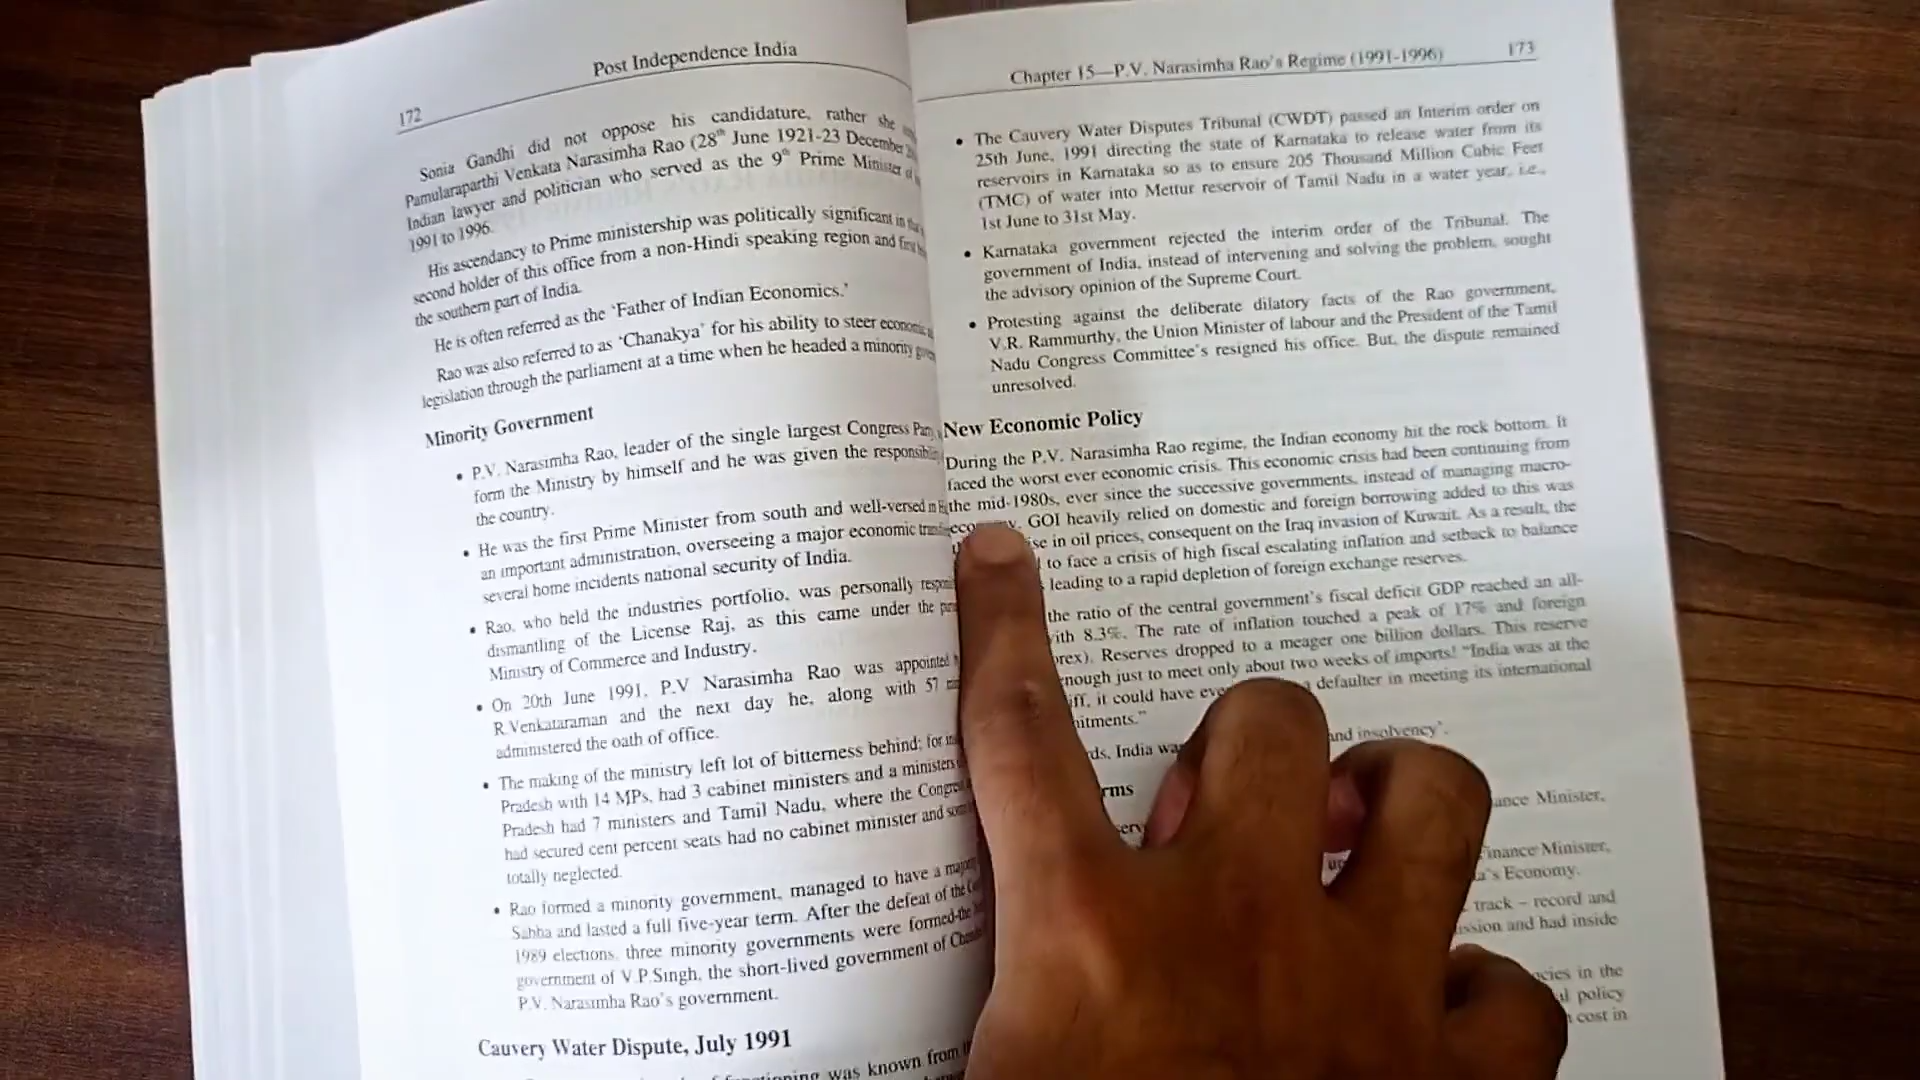 172
Post Independence India
Sonia Gandhi did not oppose his candidature, rather she
Pamularaparthi Venkata Narasimha Rao (28th June 1921-23 December
Indian lawyer and politician who served as the 9th Prime Minister of
1991 to 1996.
His ascendancy to Prime ministership was politically significant in that
second holder of this office from a non-Hindi speaking region and first
the southern part of India.
He is often referred as the 'Father of Indian Economics.'
Rao was also referred to as 'Chanakya' for his ability to steer economic
legislation through the parliament at a time when he headed a minority
Minority Government
• P.V. Narasimha Rao, leader of the single largest Congress Party,
form the Ministry by himself and he was given the
the country.
• He was the first Prime Minister from south and well-versed in
an important administration, overseeing a major economic
several home incidents national security of India.
• Rao, who held the industries portfolio, was personally
dismantling of the License Raj, as this came under the
Ministry of Commerce and Industry.
• On 20th June 1991, P.V Narasimha Rao was appointed
R.Venkataraman and the next day he, along with 57
administered the oath of office.
• The making of the ministry left lot of bitterness behind; for
Pradesh with 14 MPs, had 3 cabinet ministers and a ministers
Pradesh had 7 ministers and Tamil Nadu, where the Congress
had secured cent percent seats had no cabinet minister and
totally neglected.
• Rao formed a minority government, managed to have a
Sabha and lasted a full five-year term. After the defeat of the
1989 elections, three minority governments were formed-the
government of V.P.Singh, the short-lived government of
P.V. Narasimha Rao's government.
Cauvery Water Dispute, July 1991
was known from
Chapter 15—P.V. Narasimha Rao's Regime (1991-1996)
173
• The Cauvery Water Disputes Tribunal (CWDT) passed an Interim order on
25th June, 1991 directing the state of Karnataka to release water from its
reservoirs in Karnataka so as to ensure 205 Thousand Million Cubic Feet
(TMC) of water into Mettur reservoir of Tamil Nadu in a water year, i.e.,
1st June to 31st May.
• Karnataka government rejected the interim order of the Tribunal. The
government of India, instead of intervening and solving the problem, sought
the advisory opinion of the Supreme Court.
• Protesting against the deliberate dilatory facts of the Rao government,
V.R. Rammurthy, the Union Minister of labour and the President of the Tamil
Nadu Congress Committee's resigned his office. But, the dispute remained
unresolved.
New Economic Policy
During the P.V. Narasimha Rao regime, the Indian economy hit the rock bottom. It
faced the worst ever economic crisis. This economic crisis had been continuing from
the mid-1980s, ever since the successive governments, instead of managing macro-
GOI heavily relied on domestic and foreign borrowing added to this was
in oil prices, consequent on the Iraq invasion of Kuwait. As a result, the
to face a crisis of high fiscal escalating inflation and setback to balance
leading to a rapid depletion of foreign exchange reserves.
the ratio of the central government's fiscal deficit GDP reached an all-
8.3%. The rate of inflation touched a peak of 17% and foreign
Reserves dropped to a meager one billion dollars. This reserve
just to meet only about two weeks of imports! "India was at the
it could have a defaulter in meeting its international
India and insolvency'.
Minister,
Finance Minister,
Economy.
track – record and
and had inside
in the
policy
cost in